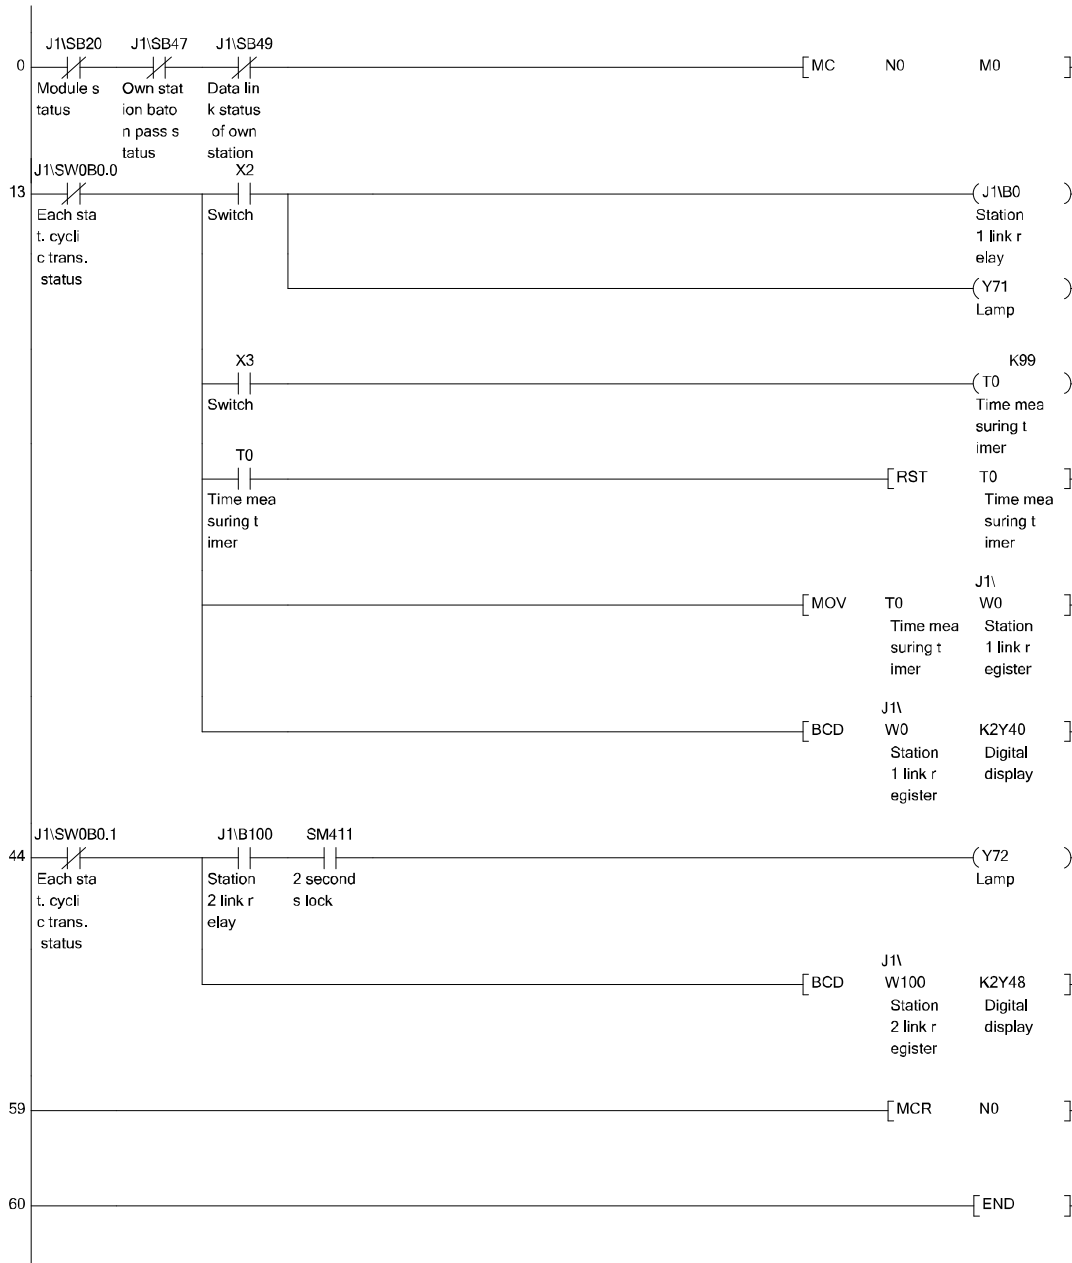 J1\SB20 J1\SB47 J1\SB49
0 MC N0 M0
Module s Own stat Data lin
tatus ion bato k status
n pass s of own
tatus station
J1\SW0B0.0 X2
13 J1\B0
Each sta Switch Station
t. cycli 1 link r
c trans. elay
status
Y71
Lamp
X3 K99
T0
Switch Time mea
suring t
imer
T0
RST T0
Time mea Time mea
suring t suring t
imer imer
J1\
MOV T0 W0
Time mea Station
suring t 1 link r
imer egister
J1\
BCD W0 K2Y40
Station Digital
1 link r display
egister
J1\SW0B0.1 J1\B100 SM411
44 Y72
Each sta Station 2 second Lamp
t. cycli 2 link r s lock
c trans. elay
status
J1\
BCD W100 K2Y48
Station Digital
2 link r display
egister
59 MCR N0
60 END